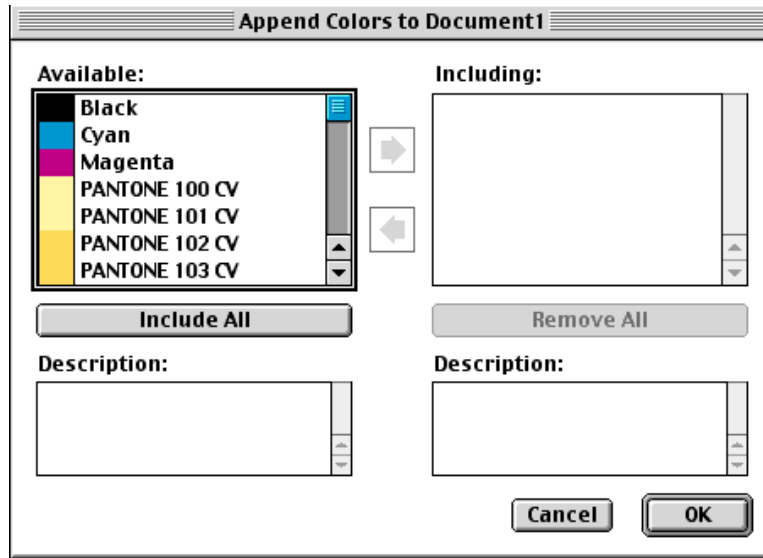 Append Colors to Document1
Available:
Including:
Black
Cyan
Magenta
PANTONE 100 CV
PANTONE 101 CV
PANTONE 102 CV
PANTONE 103 CV
Include All
Remove All
Description:
Description:
Cancel
OK